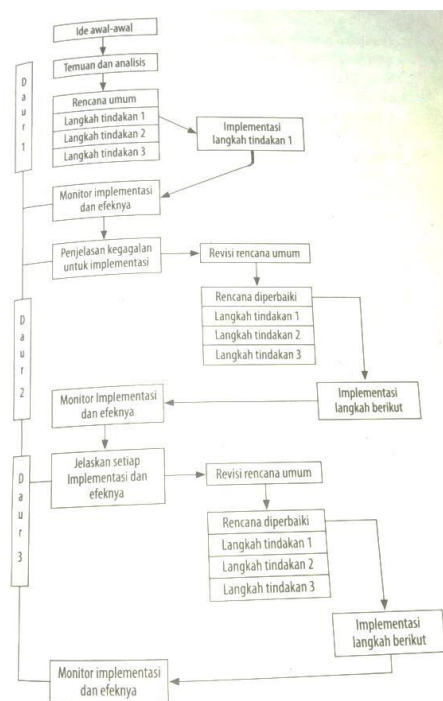 Ide awal-awal
Temuan dan analisis
Daur 1
Rencana umum
Langkah tindakan 1
Langkah tindakan 2
Langkah tindakan 3
Implementasi
langkah tindakan 1
Monitor implementasi
dan efeknya
Penjelasan kegagalan
untuk implementasi
Revisi rencana umum
Daur 2
Rencana diperbaiki
Langkah tindakan 1
Langkah tindakan 2
Langkah tindakan 3
Implementasi
langkah berikut
Monitor Implementasi
dan efeknya
Daur 3
Jelaskan setiap
Implementasi dan
efeknya
Revisi rencana umum
Rencana diperbaiki
Langkah tindakan 1
Langkah tindakan 2
Langkah tindakan 3
Implementasi
langkah berikut
Monitor implementasi
dan efeknya